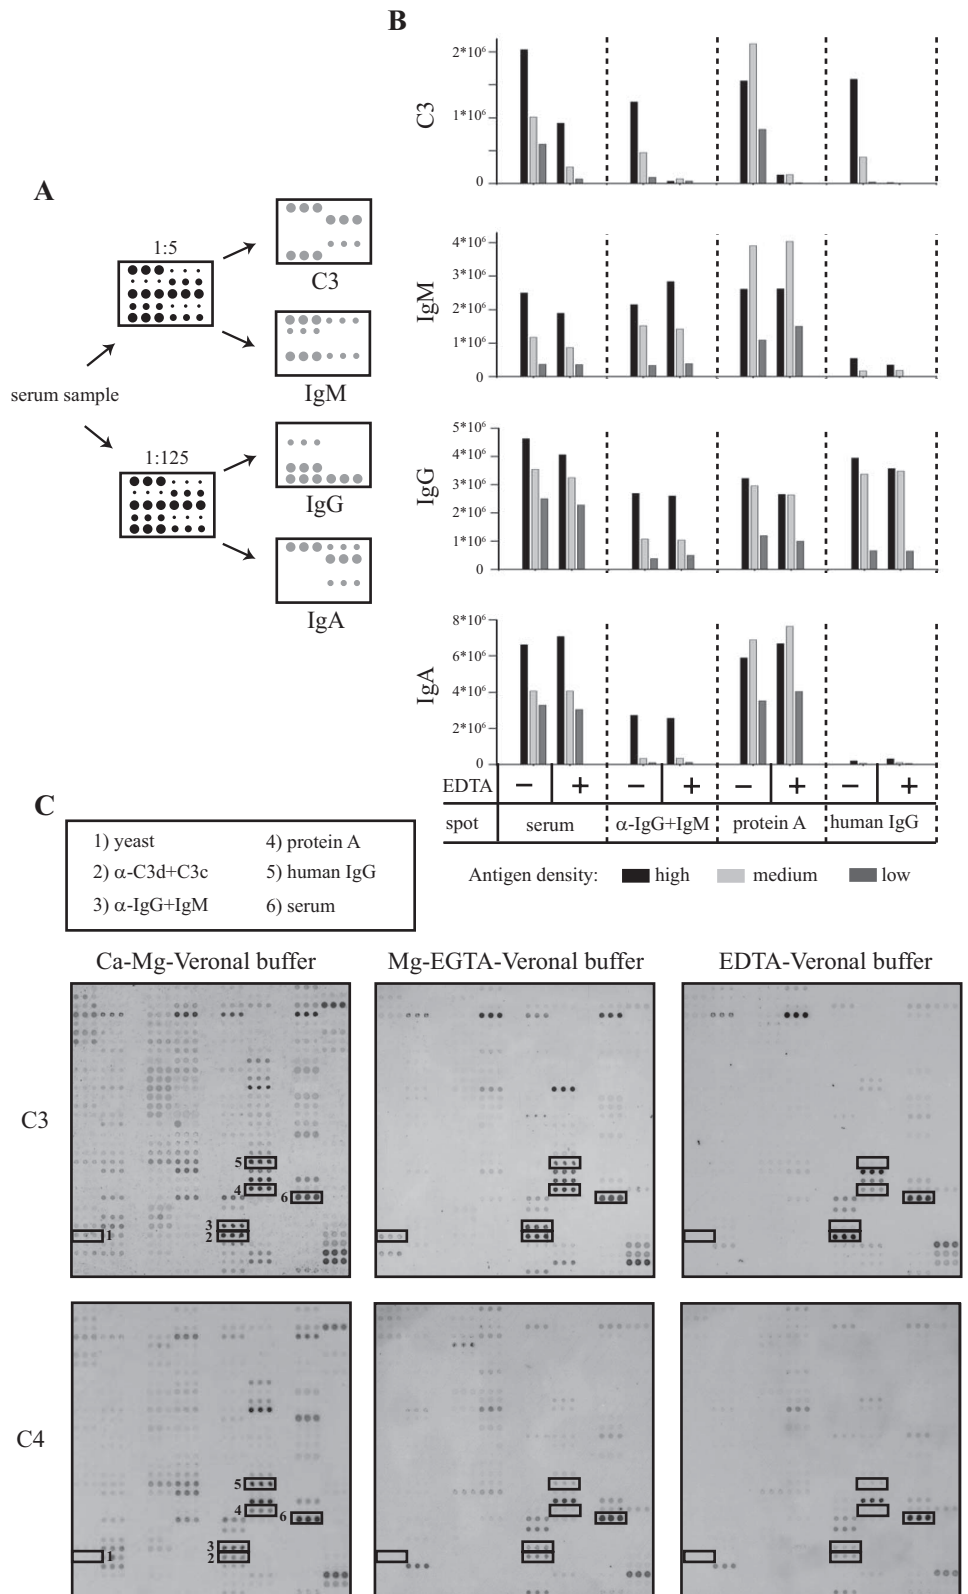 B
A
1:5
C3
IgM
serum sample
1:125
IgG
IgA
C3
2*10⁶
1*10⁶
0
IgM
4*10⁶
3*10⁶
2*10⁶
1*10⁶
0
IgG
5*10⁶
4*10⁶
3*10⁶
2*10⁶
1*10⁶
0
IgA
8*10⁶
6*10⁶
4*10⁶
2*10⁶
0
EDTA − + − + − + − +
spot serum α-IgG+IgM protein A human IgG
Antigen density: high medium low
C
1) yeast 4) protein A
2) α-C3d+C3c 5) human IgG
3) α-IgG+IgM 6) serum
Ca-Mg-Veronal buffer Mg-EGTA-Veronal buffer EDTA-Veronal buffer
C3
5
4
6
3
1 2
C4
5
4
6
3
1 2